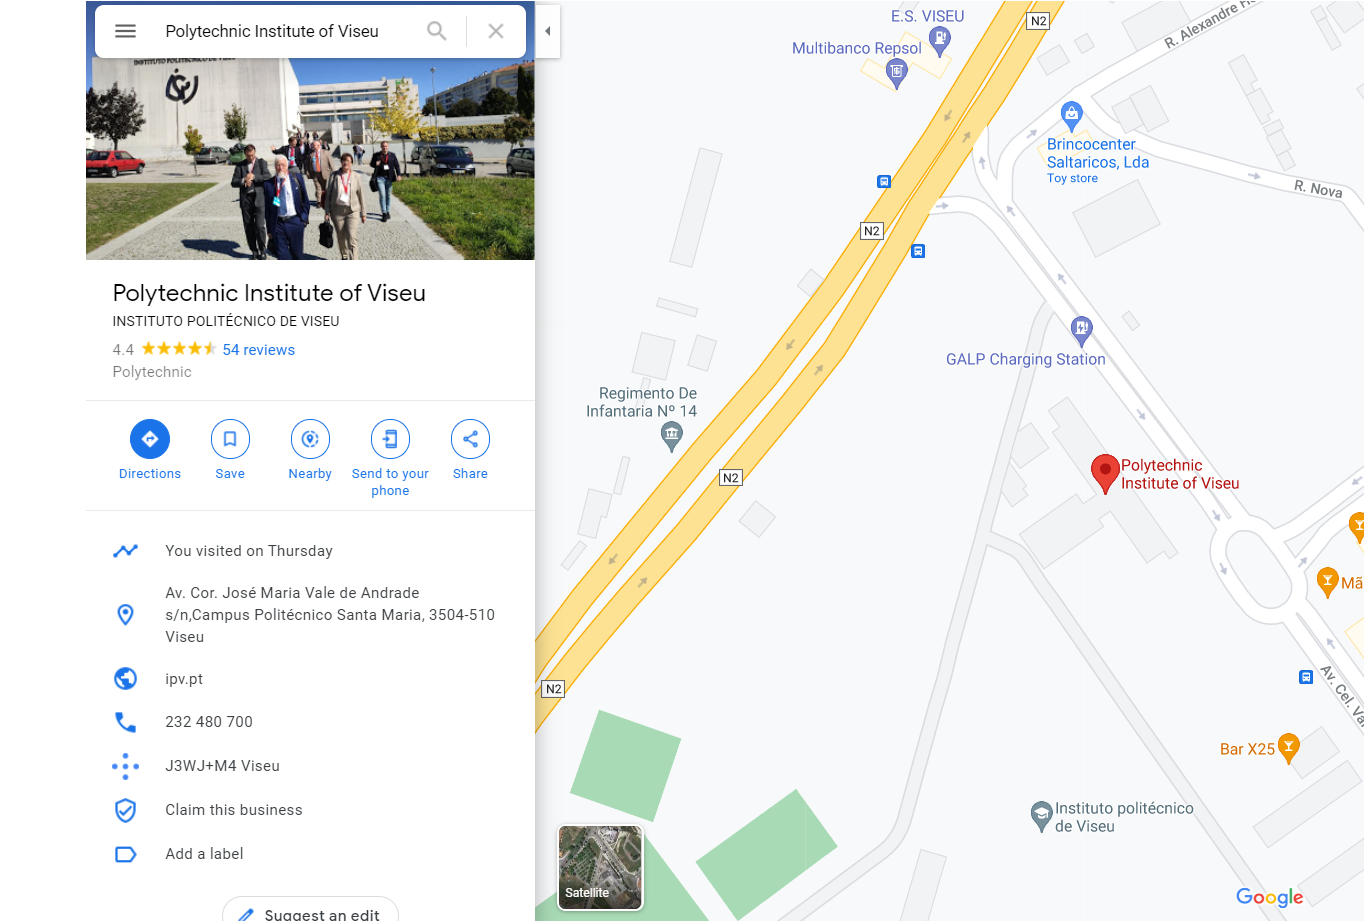 Polytechnic Institute of Viseu
INSTITUTO POLITÉCNICO DE
Polytechnic Institute of Viseu
INSTITUTO POLITÉCNICO DE VISEU
4.4 54 reviews
Polytechnic
Directions
Save
Nearby
Send to your
phone
Share
You visited on Thursday
Av. Cor. José Maria Vale de Andrade
s/n,Campus Politécnico Santa Maria, 3504-510
Viseu
ipv.pt
232 480 700
J3WJ+M4 Viseu
Claim this business
Add a label
Suggest an edit
E.S. VISEU
Multibanco Repsol
N2
R. Alexandre
Brincocenter
Saltaricos, Lda
Toy store
R. Nova
N2
GALP Charging Station
Regimento De
Infantaria Nº 14
N2
Polytechnic
Institute of Viseu
Mã
N2
Av. Cel. Va
Bar X25
Instituto politécnico
de Viseu
Satellite
Google